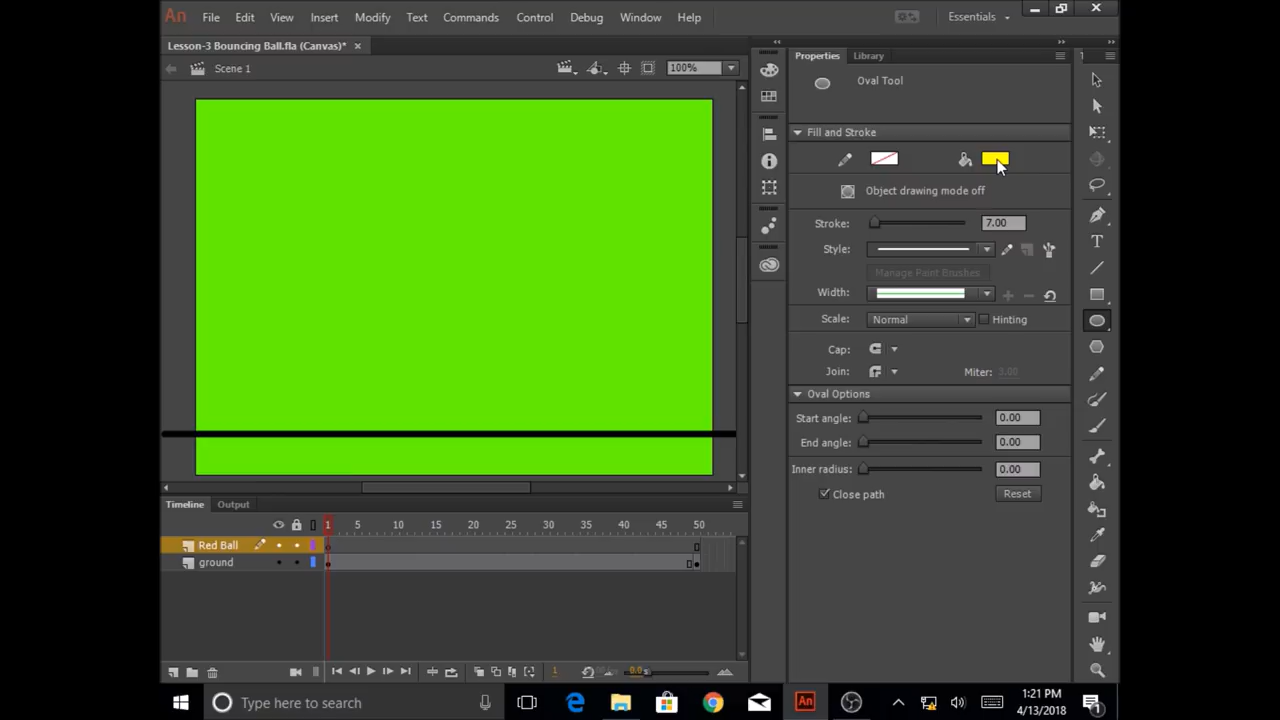 An File Edit View Insert Modify Text Commands Control Debug Window Help Essentials
Lesson-3 Bouncing Ball.fla (Canvas)* ×
Scene 1 100%
Properties Library
Oval Tool
Fill and Stroke
Object drawing mode off
Stroke: 7.00
Style:
Manage Paint Brushes
Width:
Scale: Normal Hinting
Cap:
Join: Miter: 3.00
Oval Options
Start angle: 0.00
End angle: 0.00
Inner radius: 0.00
Close path Reset
Timeline Output
1 5 10 15 20 25 30 35 40 45 50
Red Ball
ground
1 0.0s
Type here to search
1:21 PM
4/13/2018
1